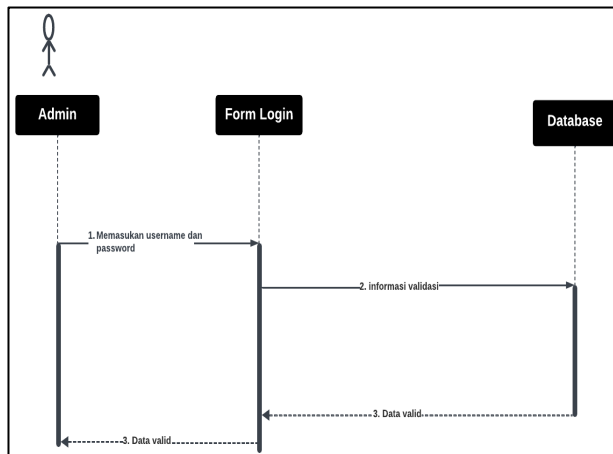 Admin
Form Login
Database
1. Memasukan username dan
password
2. informasi validasi
3. Data valid
3. Data valid